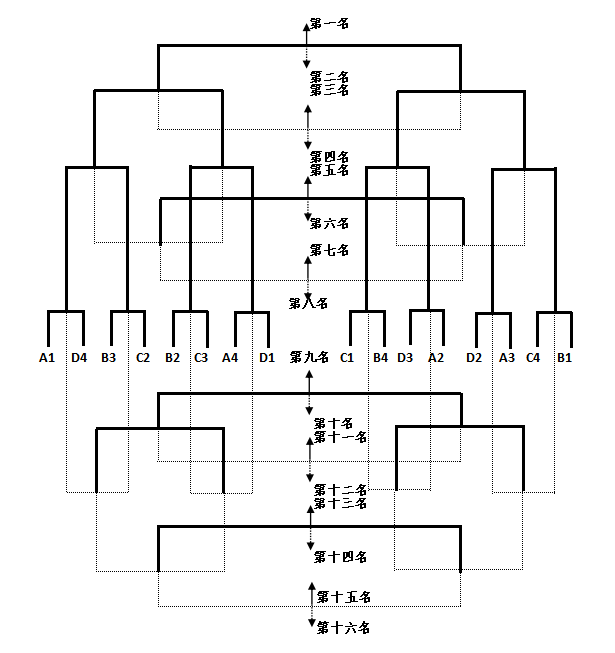 第一名
第二名
第三名
第四名
第五名
第六名
第七名
第八名
A1 D4 B3 C2 B2 C3 A4 D1 C1 B4 D3 A2 D2 A3 C4 B1
第九名
第十名
第十一名
第十二名
第十三名
第十四名
第十五名
第十六名